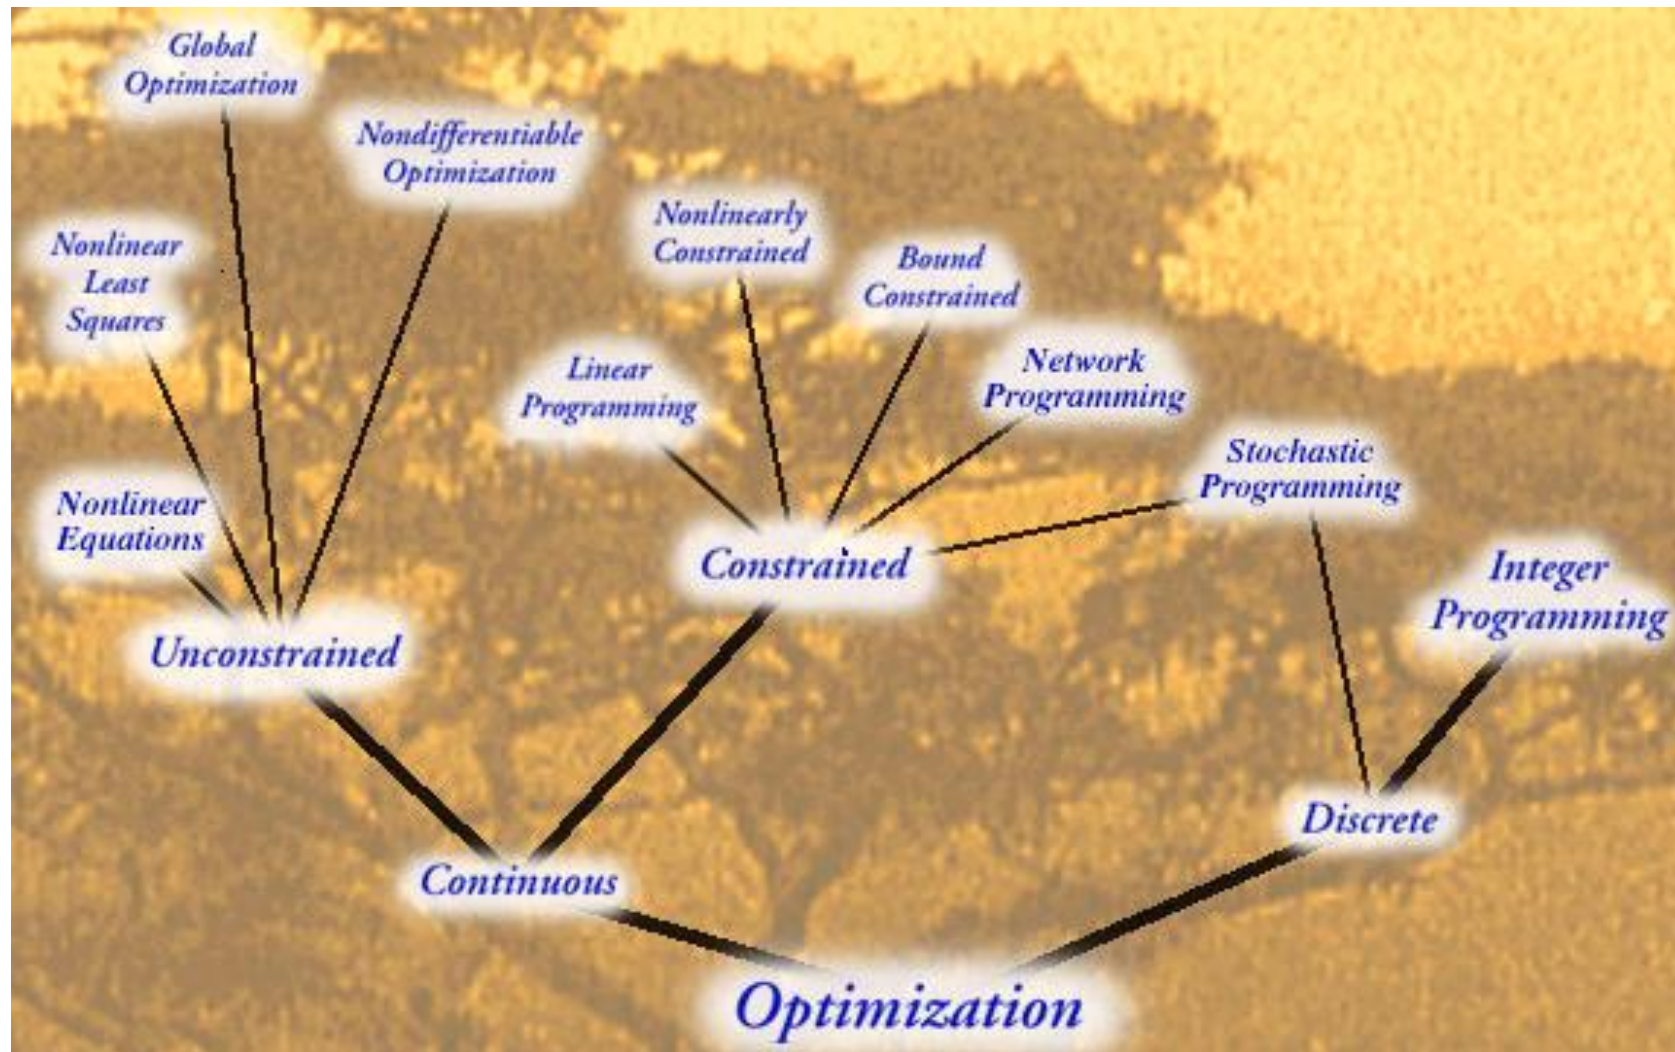 Global
Optimization
Nondifferentiable
Optimization
Nonlinear
Least
Squares
Nonlinearly
Constrained
Bound
Constrained
Linear
Programming
Network
Programming
Stochastic
Programming
Nonlinear
Equations
Constrained
Integer
Programming
Unconstrained
Discrete
Continuous
Optimization